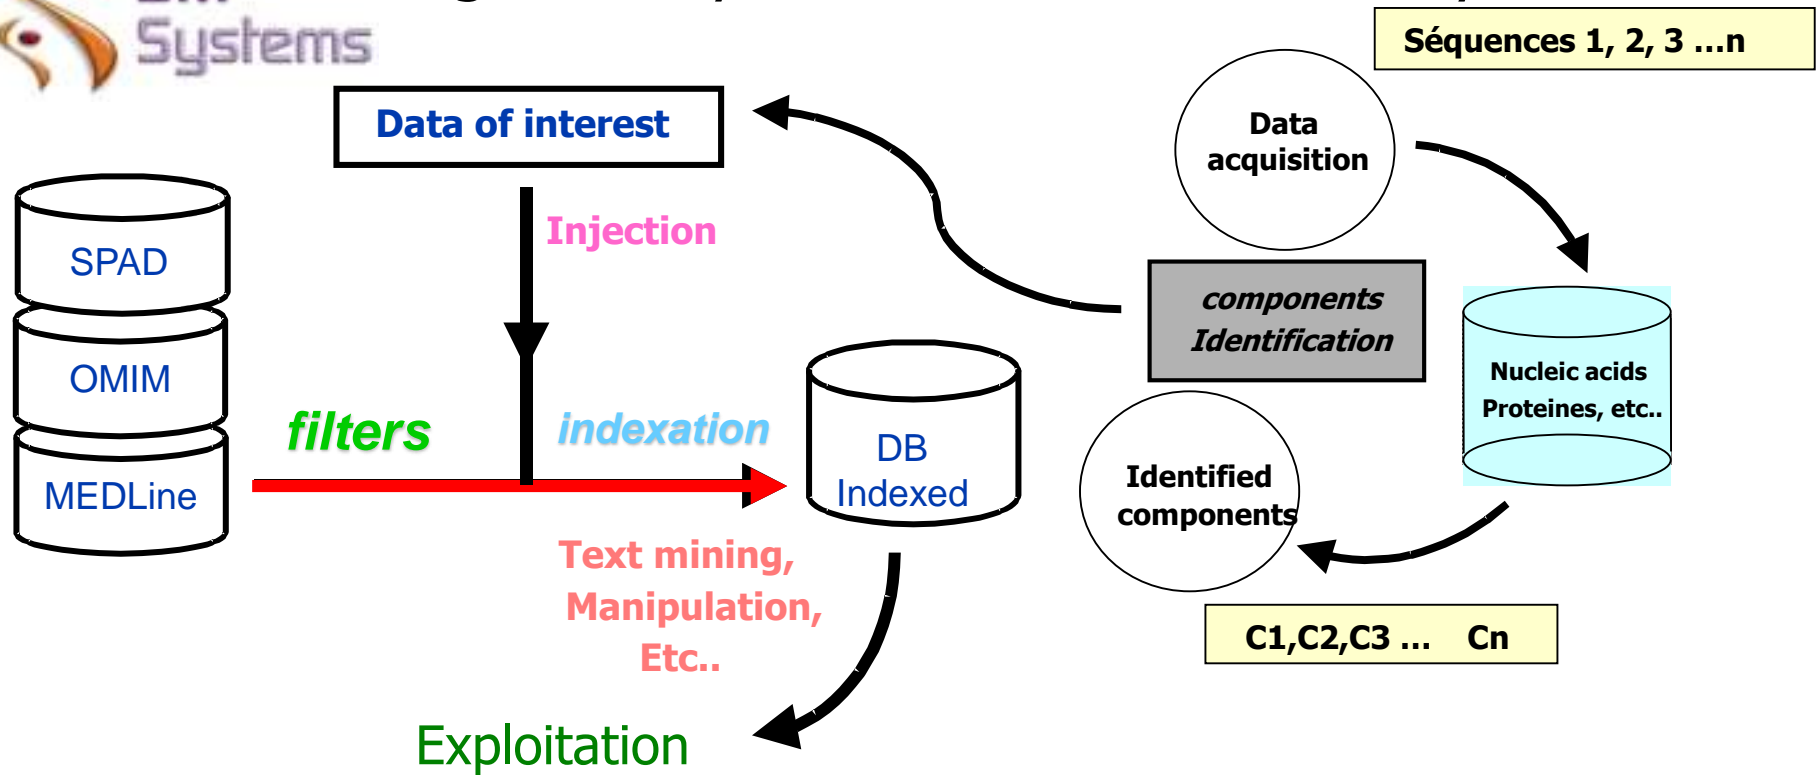 Systems
Séquences 1, 2, 3 ...n
Data of interest
Data
acquisition
Injection
SPAD
components
Identification
OMIM
Nucleic acids
Proteines, etc..
filters
indexation
DB
Indexed
MEDLine
Identified
components
Text mining,
Manipulation,
Etc..
C1,C2,C3 ... Cn
Exploitation